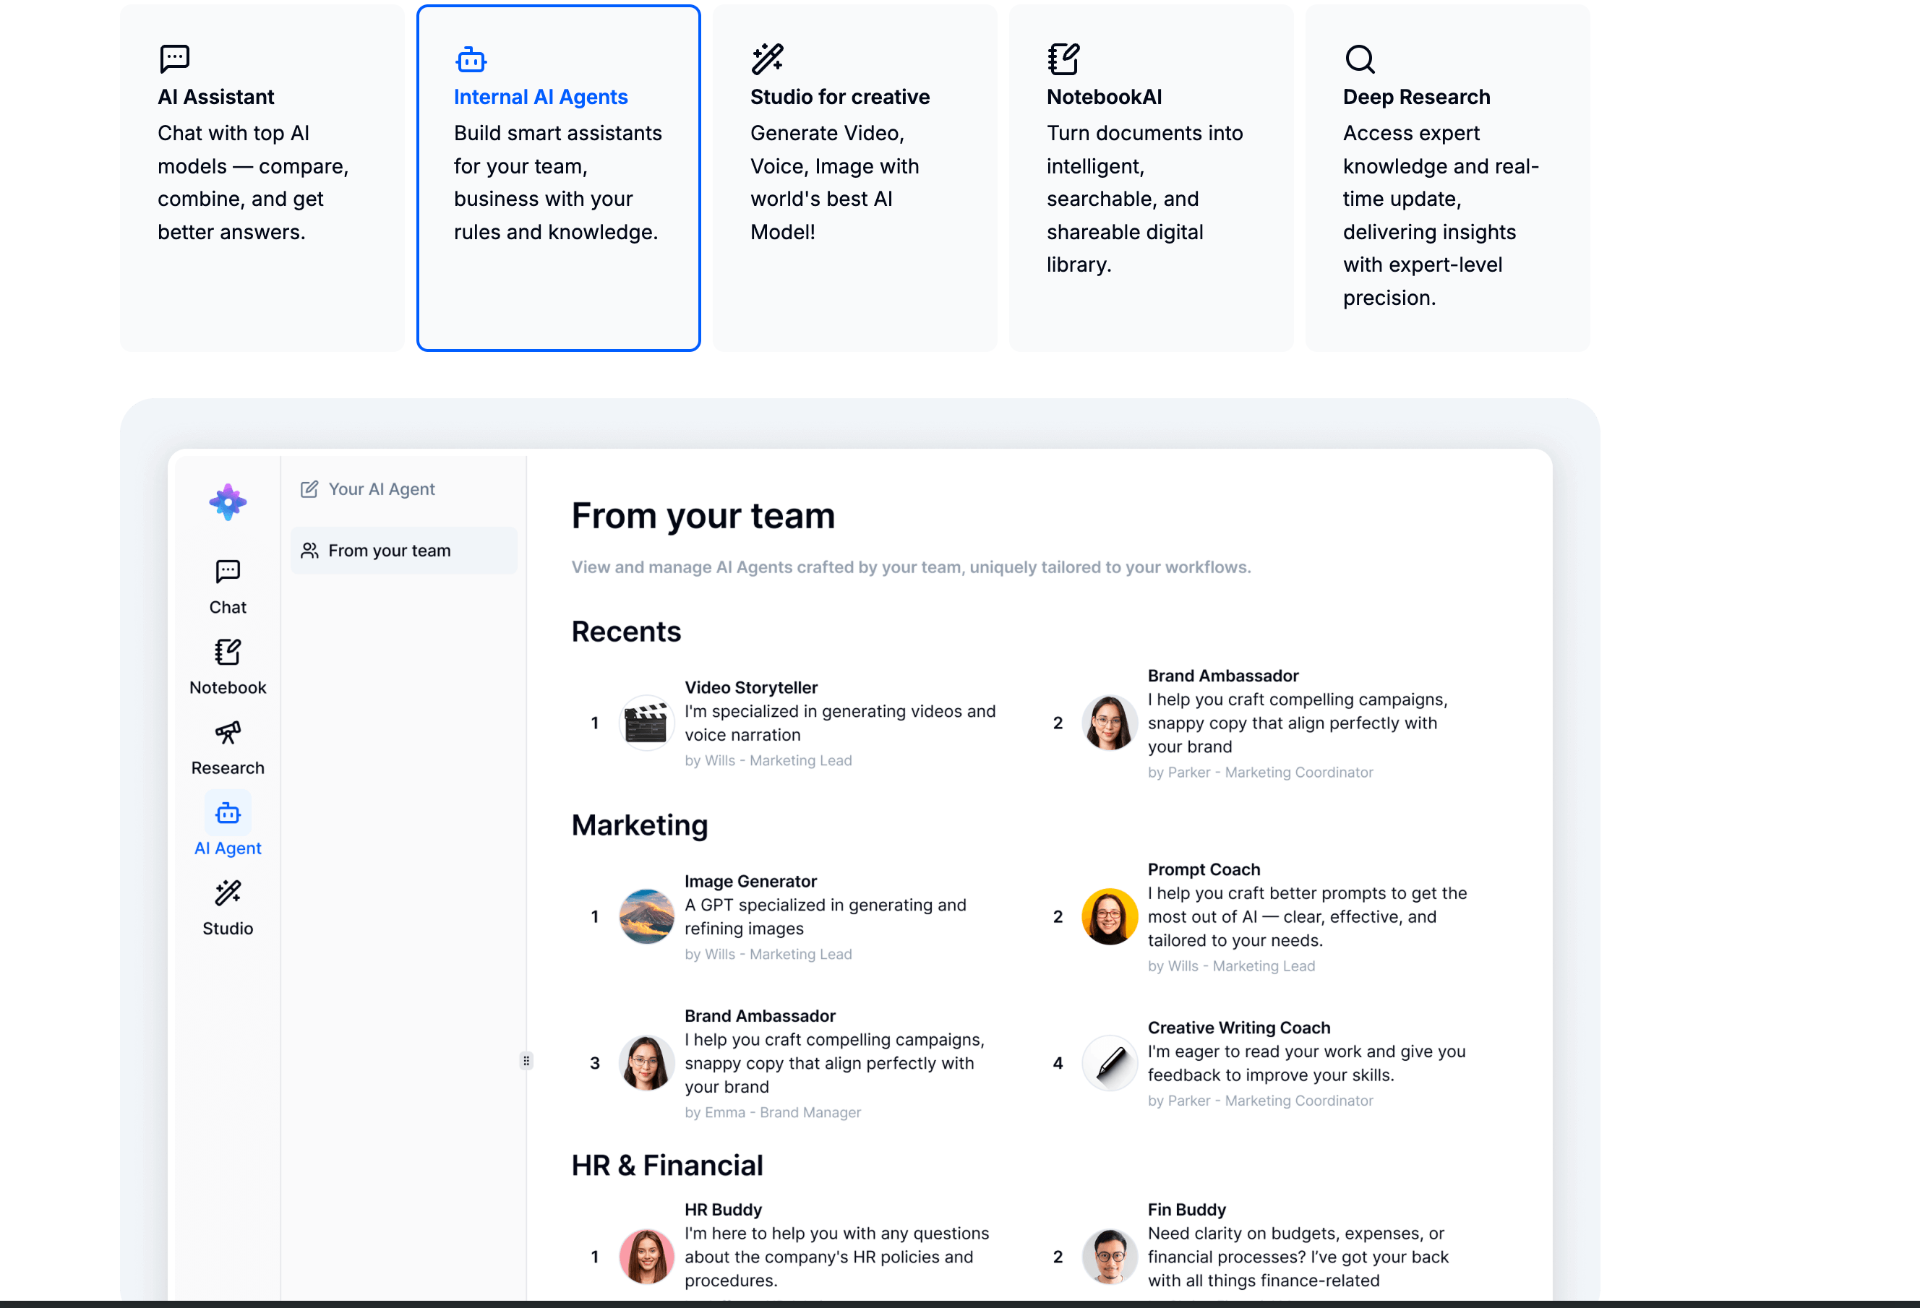 AI Assistant
Chat with top AI
models — compare,
combine, and get
better answers.
Internal AI Agents
Build smart assistants
for your team,
business with your
rules and knowledge.
Studio for creative
Generate Video,
Voice, Image with
world's best AI
Model!
NotebookAI
Turn documents into
intelligent,
searchable, and
shareable digital
library.
Deep Research
Access expert
knowledge and real-
time update,
delivering insights
with expert-level
precision.
Chat
Notebook
Research
AI Agent
Studio
Your AI Agent
From your team
From your team
View and manage AI Agents crafted by your team, uniquely tailored to your workflows.
Recents
1
Video Storyteller
I'm specialized in generating videos and
voice narration
by Wills - Marketing Lead
2
Brand Ambassador
I help you craft compelling campaigns,
snappy copy that align perfectly with
your brand
by Parker - Marketing Coordinator
Marketing
1
Image Generator
A GPT specialized in generating and
refining images
by Wills - Marketing Lead
2
Prompt Coach
I help you craft better prompts to get the
most out of AI — clear, effective, and
tailored to your needs.
by Wills - Marketing Lead
3
Brand Ambassador
I help you craft compelling campaigns,
snappy copy that align perfectly with
your brand
by Emma - Brand Manager
4
Creative Writing Coach
I'm eager to read your work and give you
feedback to improve your skills.
by Parker - Marketing Coordinator
HR & Financial
1
HR Buddy
I'm here to help you with any questions
about the company's HR policies and
procedures.
2
Fin Buddy
Need clarity on budgets, expenses, or
financial processes? I've got your back
with all things finance-related